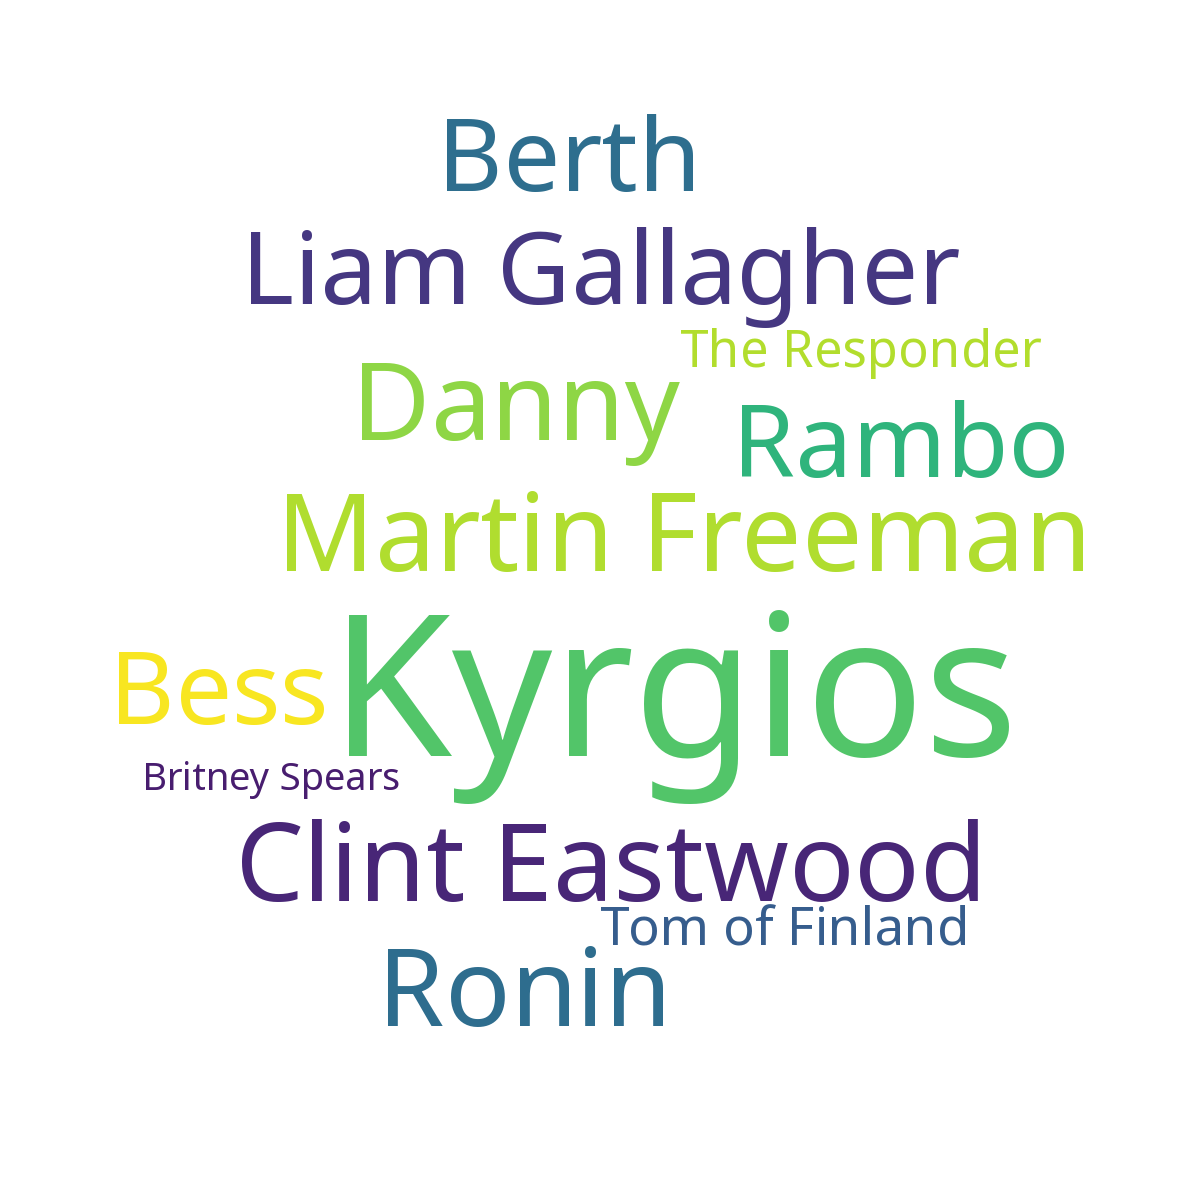 Berth
Liam Gallagher
The Responder
Danny
Rambo
Martin Freeman
Kyrgios
Bess
Britney Spears
Clint Eastwood
Tom of Finland
Ronin